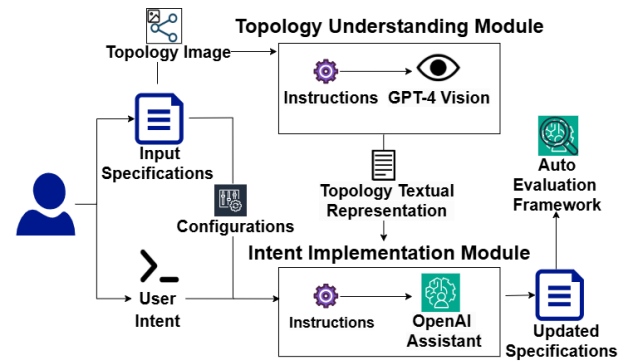 Topology Understanding Module
Topology Image
Instructions
GPT-4 Vision
Input
Specifications
Auto
Evaluation
Framework
Topology Textual
Representation
Configurations
Intent Implementation Module
User
Intent
Instructions
OpenAI
Assistant
Updated
Specifications